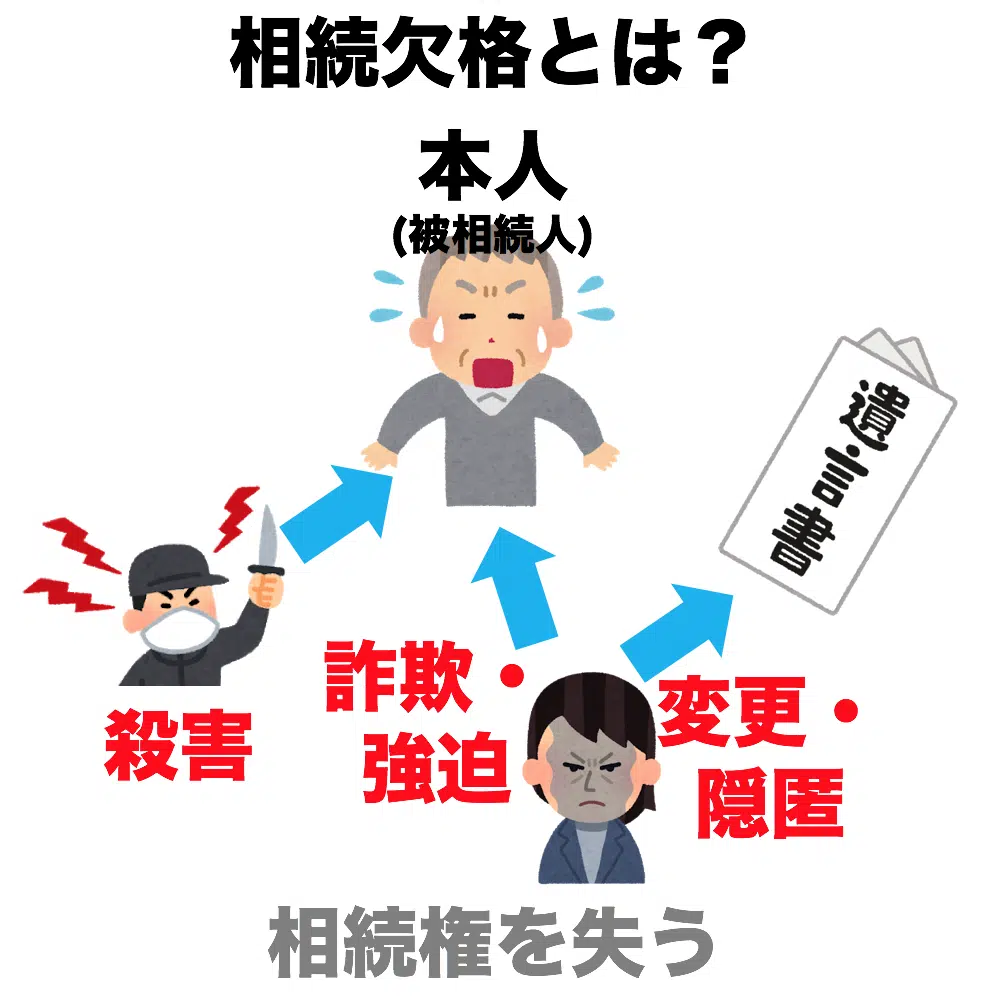 相続欠格とは？
本人
(被相続人)
遺言書
殺害
詐欺・
強迫
変更・
隠匿
相続権を失う